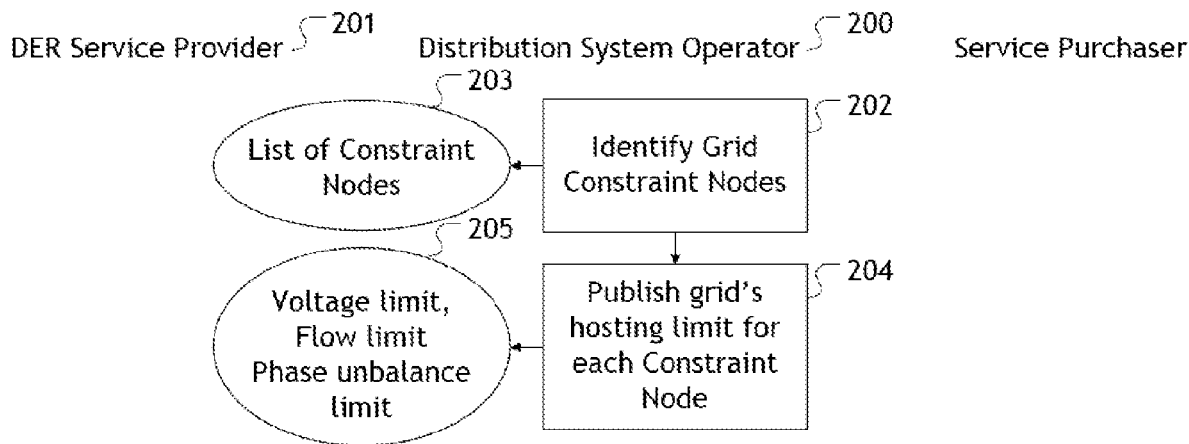 201
DER Service Provider
Distribution System Operator
200
Service Purchaser
203
List of Constraint
Nodes
202
Identify Grid
Constraint Nodes
205
Voltage limit,
Flow limit
Phase unbalance
limit
204
Publish grid's
hosting limit for
each Constraint
Node